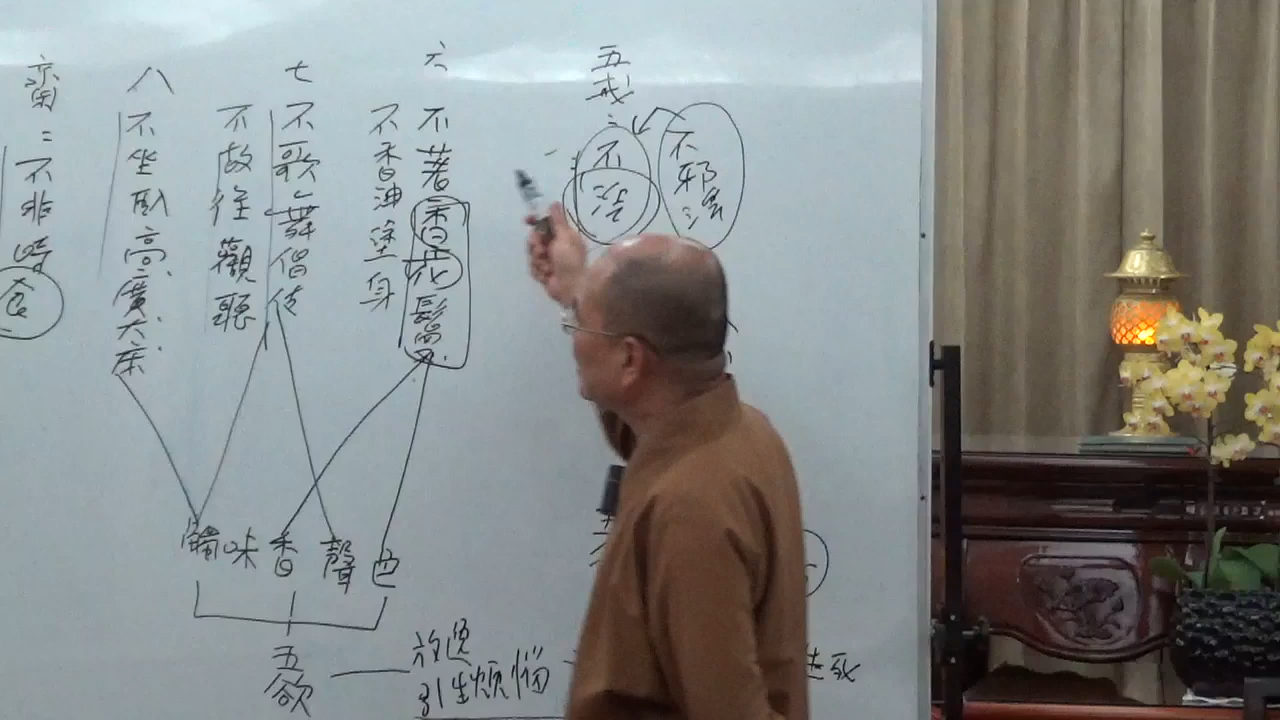 五戒:
不邪淫
不淫
六 不著香花鬘
不香油塗身
七 不歌舞倡伎
不故往觀聽
八 不坐臥高廣大床
齋:不非時食
觸 味 香 聲 色
五欲
放逸
引生煩惱
生死